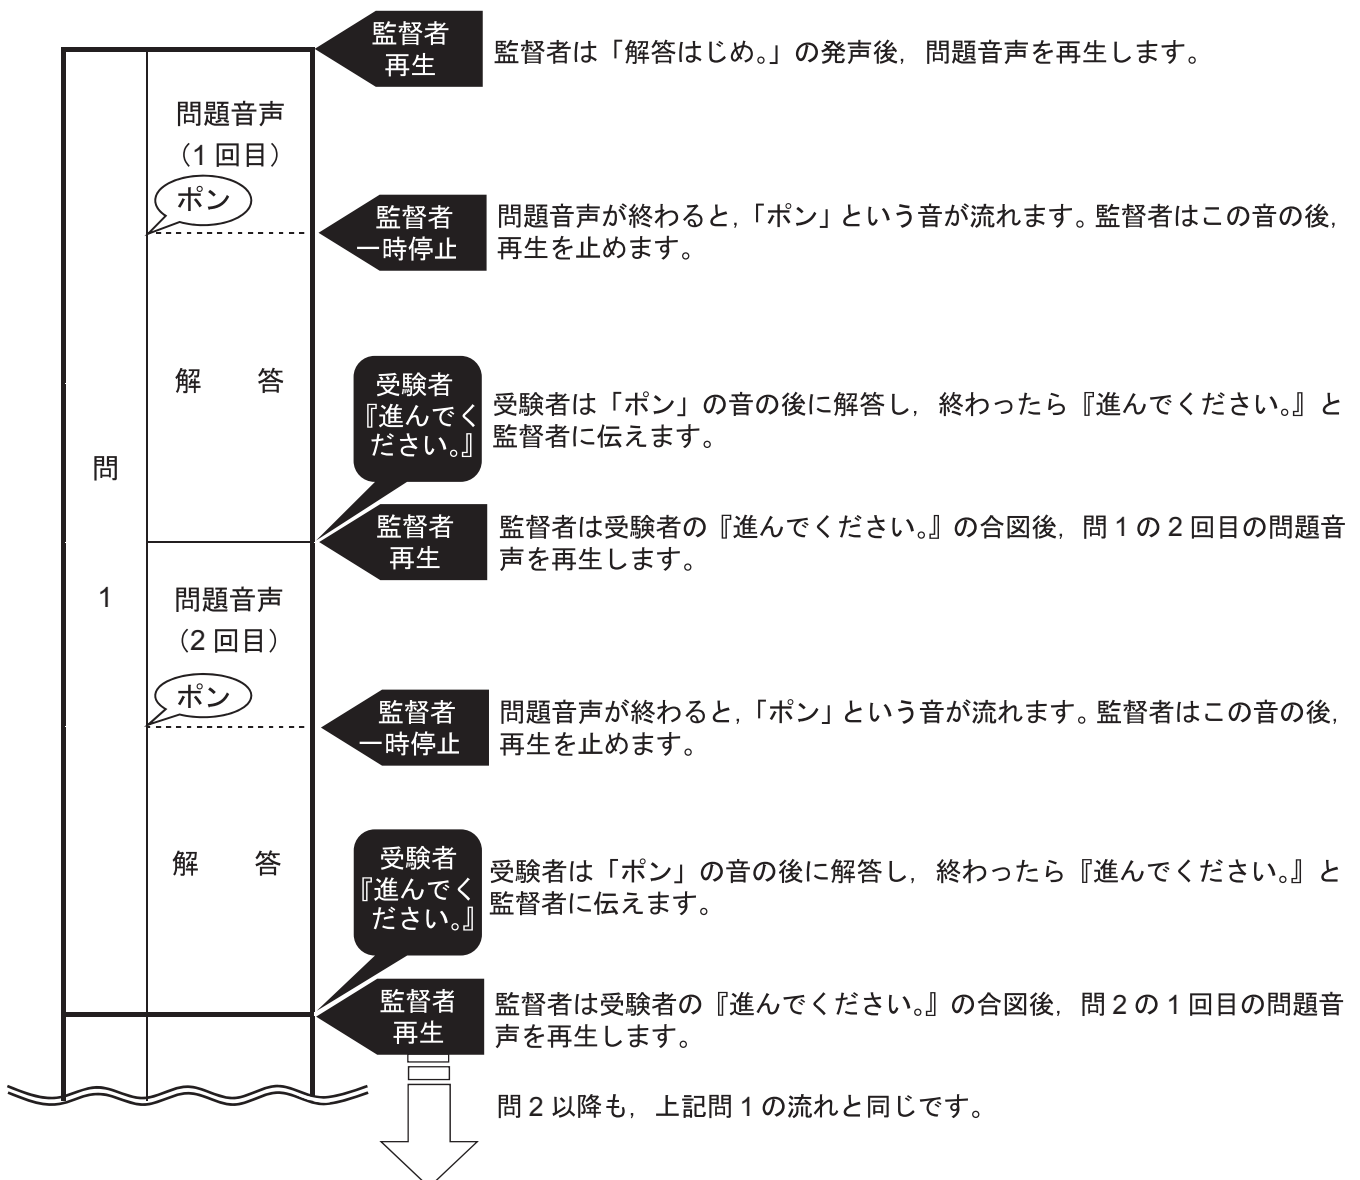 監督者
再生
監督者は「解答はじめ。」の発声後，問題音声を再生します。
問題音声
（1 回目）
ポン
監督者
一時停止
問題音声が終わると，「ポン」という音が流れます。監督者はこの音の後，
再生を止めます。
解　答
受験者
『進んでく
ださい。』
受験者は「ポン」の音の後に解答し，終わったら『進んでください。』と
監督者に伝えます。
問
1
監督者
再生
監督者は受験者の『進んでください。』の合図後，問 1 の 2 回目の問題音
声を再生します。
問題音声
（2 回目）
ポン
監督者
一時停止
問題音声が終わると，「ポン」という音が流れます。監督者はこの音の後，
再生を止めます。
解　答
受験者
『進んでく
ださい。』
受験者は「ポン」の音の後に解答し，終わったら『進んでください。』と
監督者に伝えます。
監督者
再生
監督者は受験者の『進んでください。』の合図後，問 2 の 1 回目の問題音
声を再生します。
問 2 以降も，上記問 1 の流れと同じです。